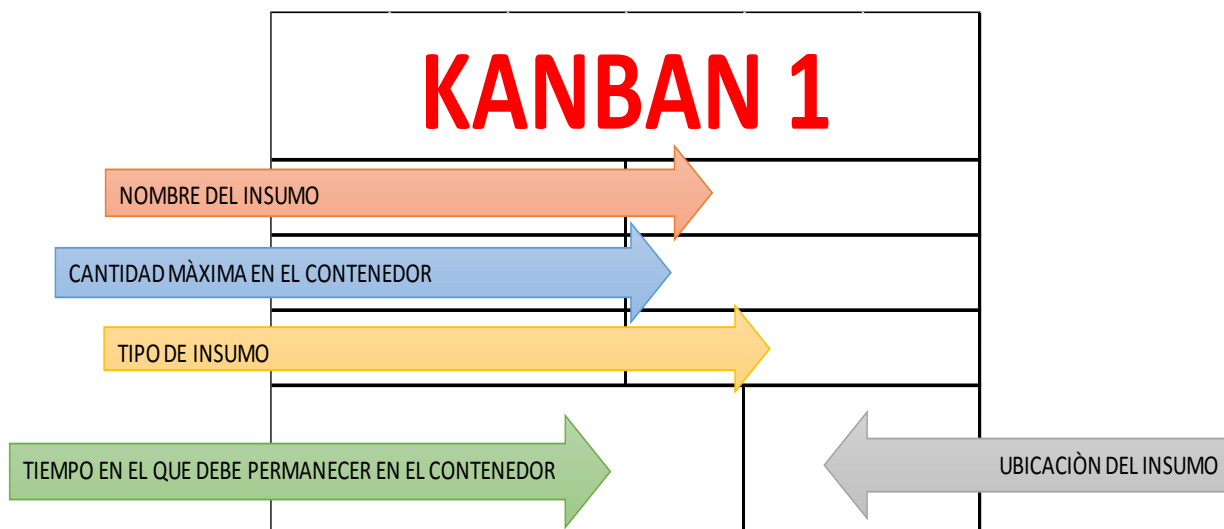 KANBAN 1
NOMBRE DEL INSUMO
CANTIDAD MÀXIMA EN EL CONTENEDOR
TIPO DE INSUMO
TIEMPO EN EL QUE DEBE PERMANECER EN EL CONTENEDOR
UBICACIÒN DEL INSUMO